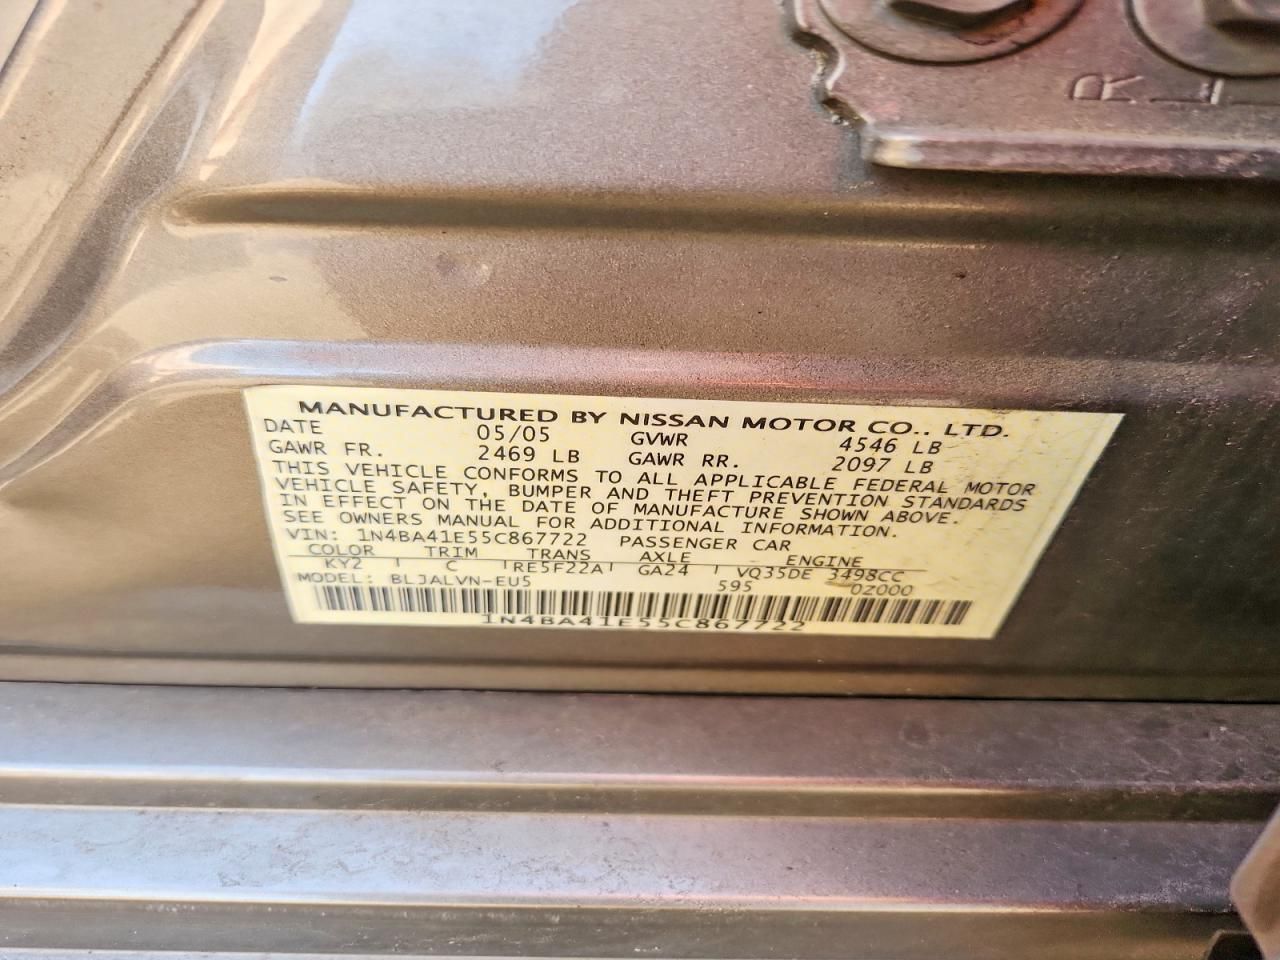 R
MANUFACTURED BY NISSAN MOTOR CO., LTD.
DATE 05/05 GVWR 4546 LB
GAWR FR. 2469 LB GAWR RR. 2097 LB
THIS VEHICLE CONFORMS TO ALL APPLICABLE FEDERAL MOTOR
VEHICLE SAFETY, BUMPER AND THEFT PREVENTION STANDARDS
IN EFFECT ON THE DATE OF MANUFACTURE SHOWN ABOVE.
SEE OWNERS MANUAL FOR ADDITIONAL INFORMATION.
VIN: 1N4BA41E55C867722 PASSENGER CAR
COLOR TRIM TRANS AXLE ENGINE
KY2 C RE5F22A GA24 VQ35DE 3498CC
MODEL: BLJALVN-EU5 595 0Z000
1N4BA41E55C867722